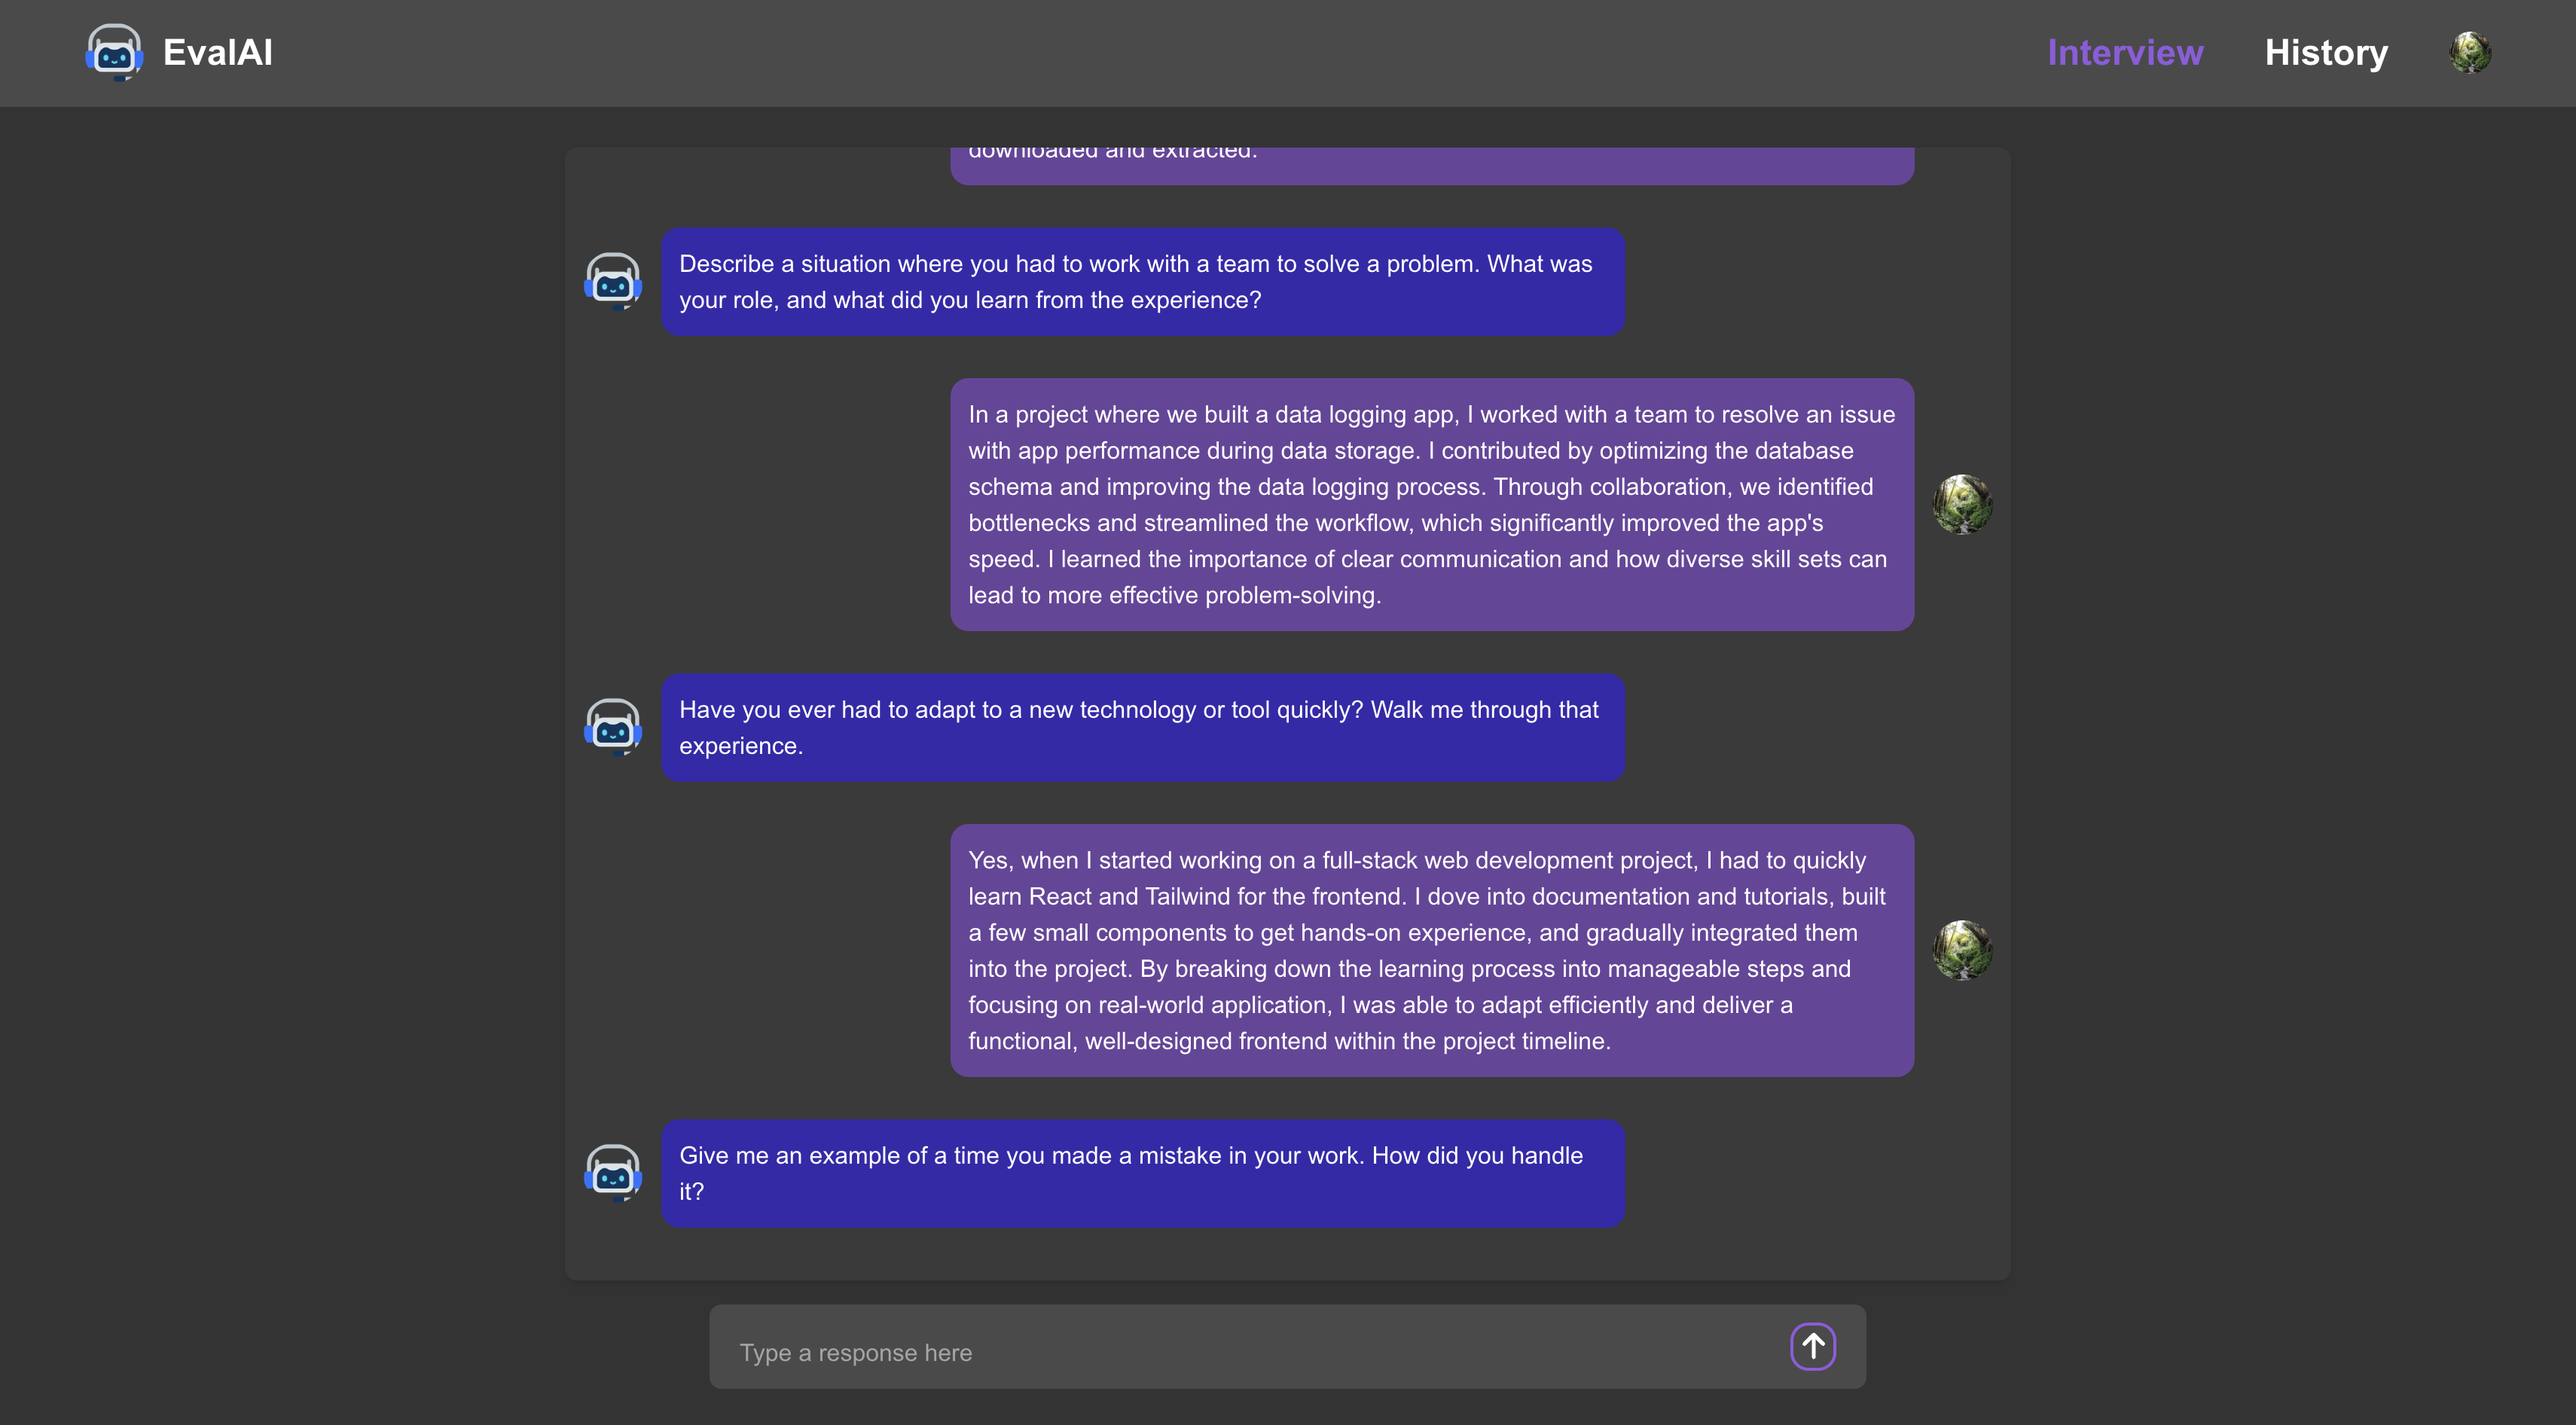 EvalAI
Interview
History
downloaded and extracted.
Describe a situation where you had to work with a team to solve a problem. What was
your role, and what did you learn from the experience?
In a project where we built a data logging app, I worked with a team to resolve an issue
with app performance during data storage. I contributed by optimizing the database
schema and improving the data logging process. Through collaboration, we identified
bottlenecks and streamlined the workflow, which significantly improved the app's
speed. I learned the importance of clear communication and how diverse skill sets can
lead to more effective problem-solving.
Have you ever had to adapt to a new technology or tool quickly? Walk me through that
experience.
Yes, when I started working on a full-stack web development project, I had to quickly
learn React and Tailwind for the frontend. I dove into documentation and tutorials, built
a few small components to get hands-on experience, and gradually integrated them
into the project. By breaking down the learning process into manageable steps and
focusing on real-world application, I was able to adapt efficiently and deliver a
functional, well-designed frontend within the project timeline.
Give me an example of a time you made a mistake in your work. How did you handle
it?
Type a response here